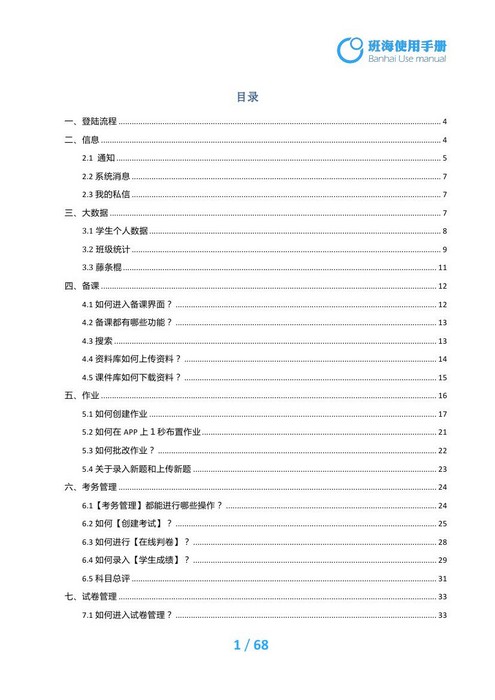 班海使用手册
Banhai Use manual
目录
一、登陆流程 4
二、信息 4
2.1 通知 5
2.2 系统消息 7
2.3 我的私信 7
三、大数据 7
3.1 学生个人数据 8
3.2 班级统计 9
3.3 藤条棍 11
四、备课 12
4.1 如何进入备课界面？ 12
4.2 备课都有哪些功能？ 13
4.3 搜索 13
4.4 资料库如何上传资料？ 14
4.5 课件库如何下载资料？ 15
五、作业 16
5.1 如何创建作业 17
5.2 如何在 APP 上 1 秒布置作业 21
5.3 如何批改作业？ 22
5.4 关于录入新题和上传新题 23
六、考务管理 24
6.1【考务管理】都能进行哪些操作？ 24
6.2 如何【创建考试】？ 25
6.3 如何进行【在线判卷】？ 28
6.4 如何录入【学生成绩】？ 29
6.5 科目总评 31
七、试卷管理 33
7.1 如何进入试卷管理？ 33
1 / 68